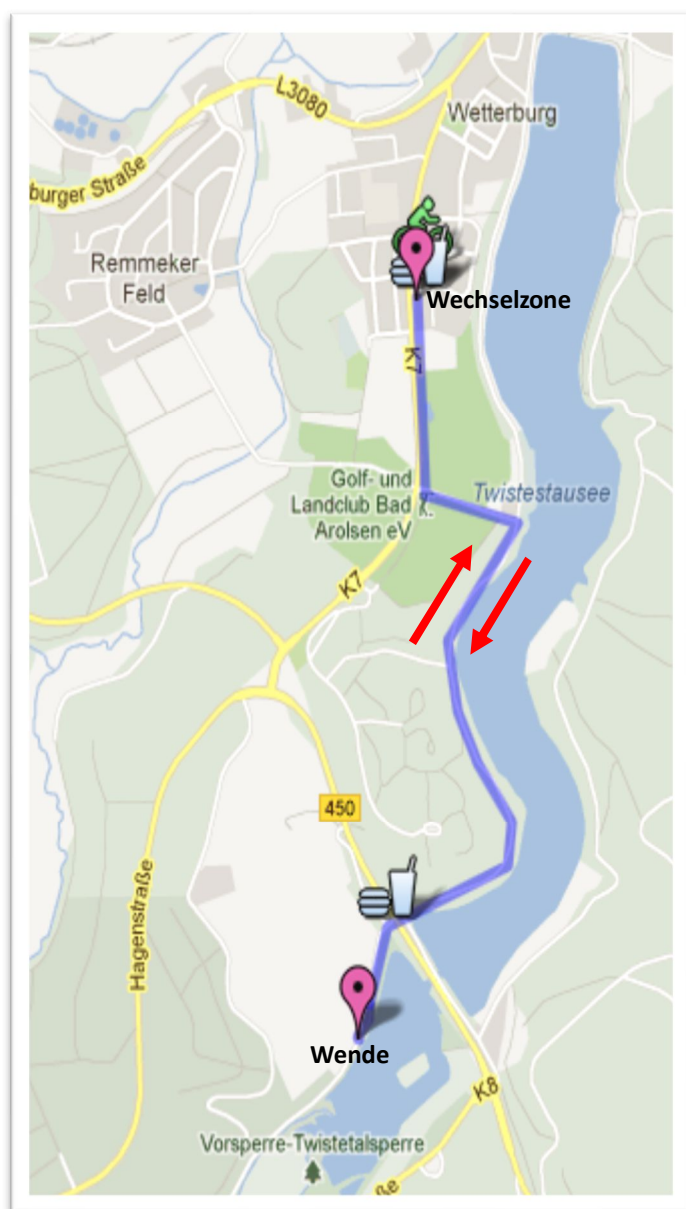 L3080
Wetterburg
burger Straße
Remmeker
Feld
Wechselzone
K7
Golf- und
Landclub Bad
Arolsen eV
Twistestausee
K7
450
Hagenstraße
Wende
K8
Vorsperre-Twistetalsperre
aße